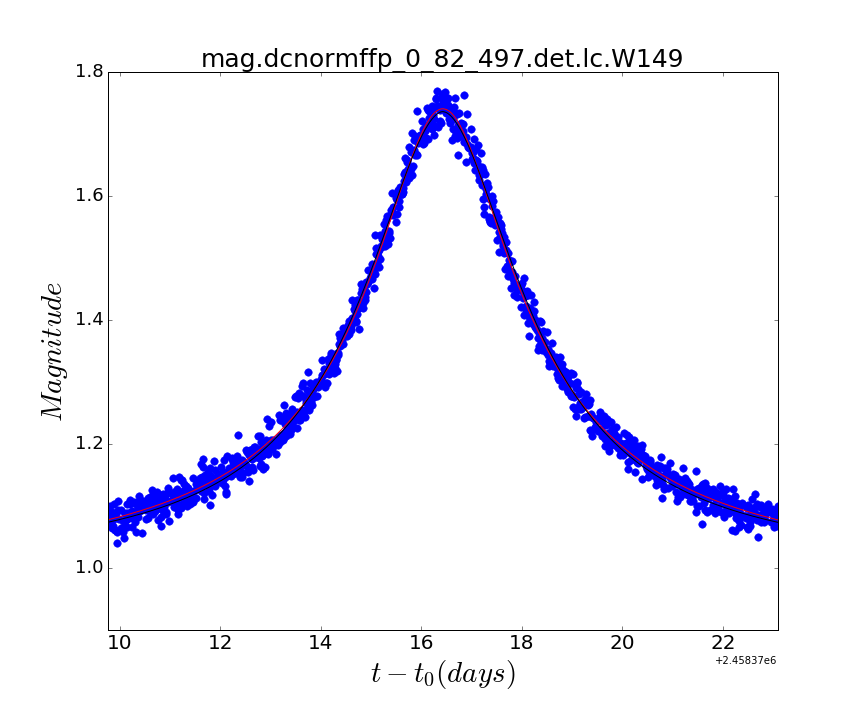 mag.dcnormffp_0_82_497.det.lc.W149
1.8
1.6
1.4
1.2
1.0
Magnitude
10 12 14 16 18 20 22
+2.45837e6
t − t₀(days)